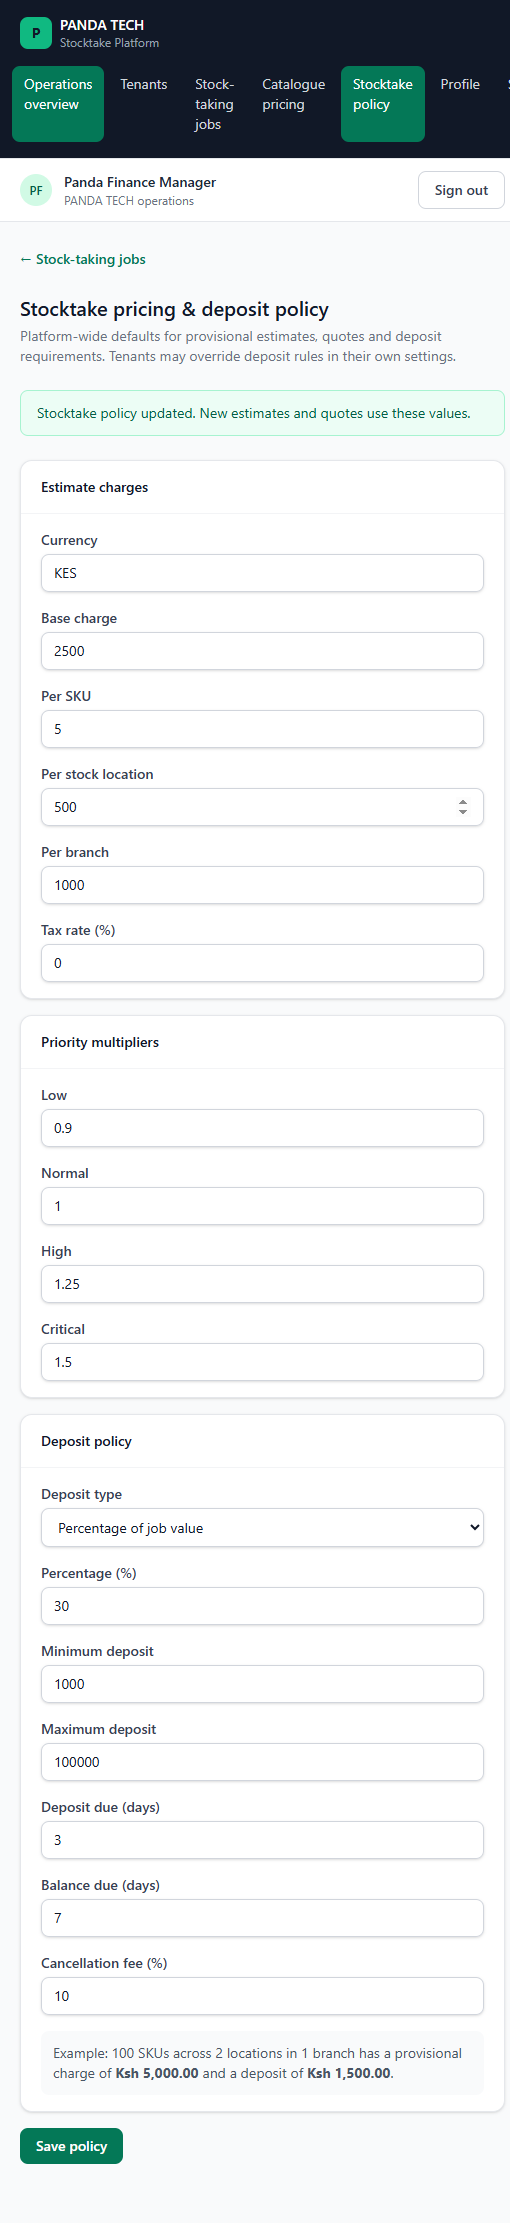 P
PANDA TECH
Stocktake Platform
Operations
overview
Tenants
Stock-
taking
jobs
Catalogue
pricing
Stocktake
policy
Profile
PF
Panda Finance Manager
PANDA TECH operations
Sign out
← Stock-taking jobs
Stocktake pricing & deposit policy
Platform-wide defaults for provisional estimates, quotes and deposit
requirements. Tenants may override deposit rules in their own settings.
Stocktake policy updated. New estimates and quotes use these values.
Estimate charges
Currency
KES
Base charge
2500
Per SKU
5
Per stock location
500
Per branch
1000
Tax rate (%)
0
Priority multipliers
Low
0.9
Normal
1
High
1.25
Critical
1.5
Deposit policy
Deposit type
Percentage of job value
Percentage (%)
30
Minimum deposit
1000
Maximum deposit
100000
Deposit due (days)
3
Balance due (days)
7
Cancellation fee (%)
10
Example: 100 SKUs across 2 locations in 1 branch has a provisional
charge of Ksh 5,000.00 and a deposit of Ksh 1,500.00.
Save policy